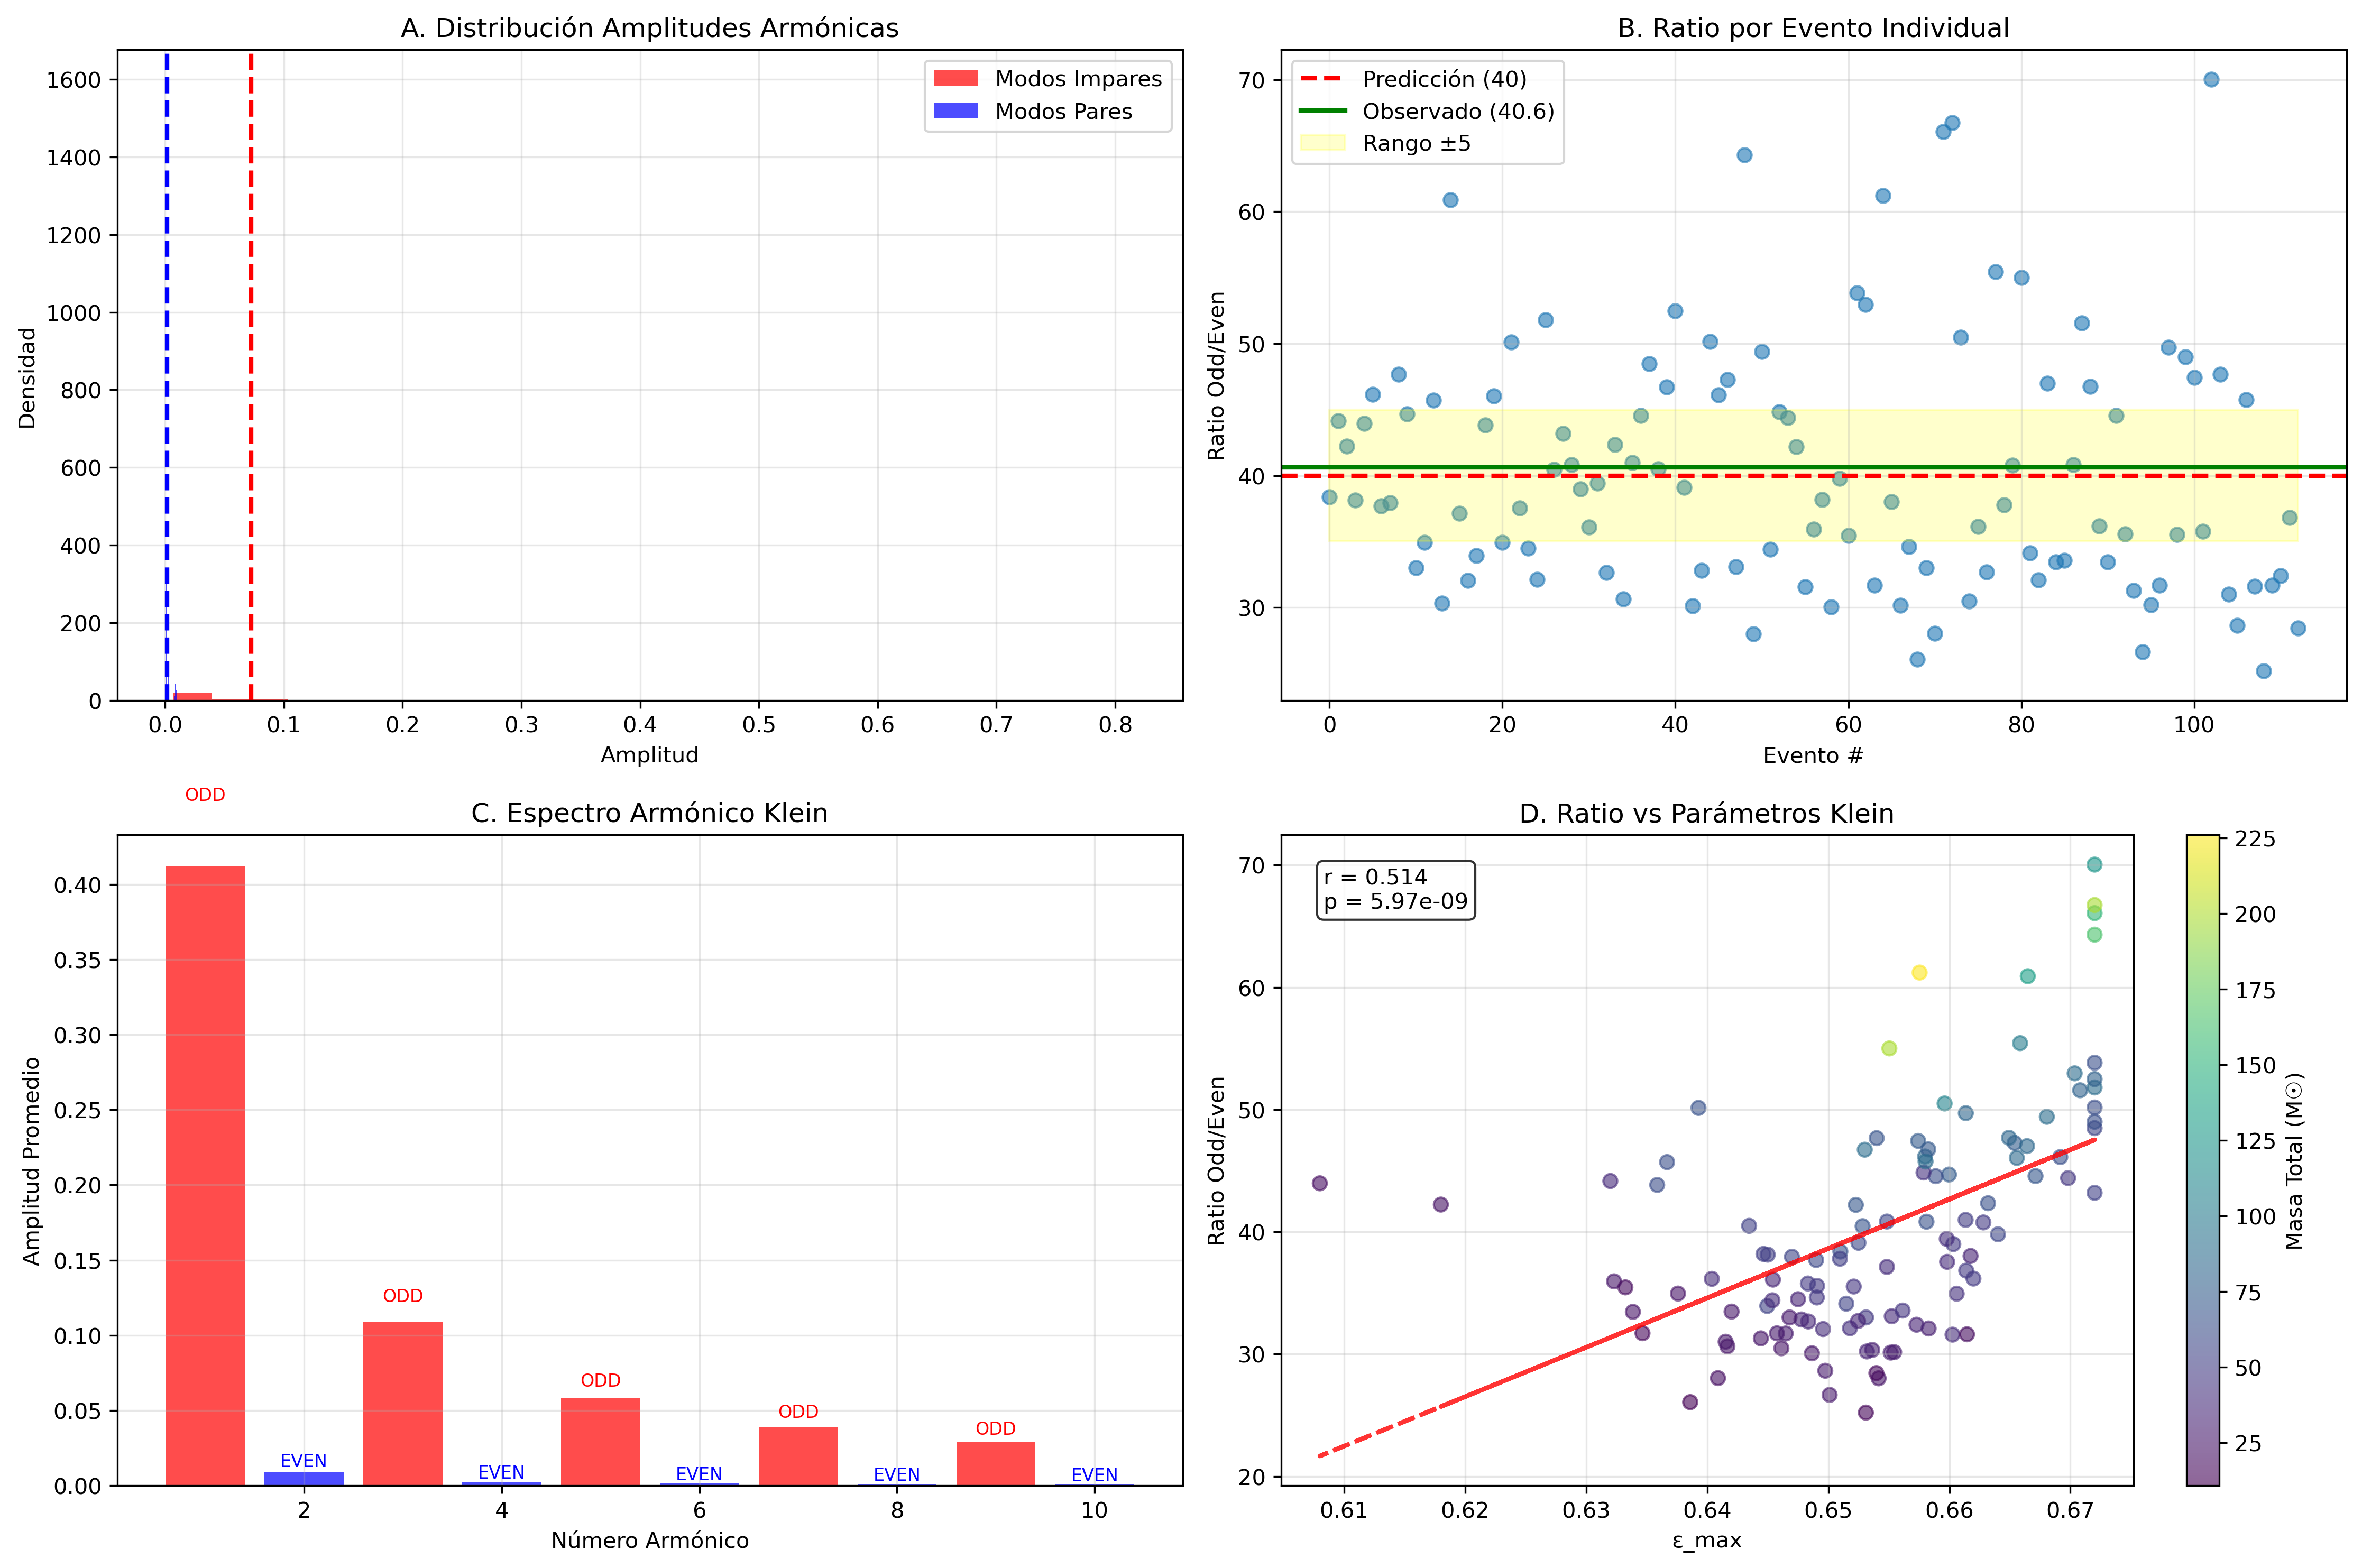 A. Distribución Amplitudes Armónicas
1600
1400
1200
1000
800
600
400
200
0
Densidad
Modos Impares
Modos Pares
0.0 0.1 0.2 0.3 0.4 0.5 0.6 0.7 0.8
Amplitud
B. Ratio por Evento Individual
70
60
50
40
30
Ratio Odd/Even
Predicción (40)
Observado (40.6)
Rango ±5
0 20 40 60 80 100
Evento #
C. Espectro Armónico Klein
0.40
0.35
0.30
0.25
0.20
0.15
0.10
0.05
0.00
Amplitud Promedio
ODD
EVEN
ODD
EVEN
ODD
EVEN
ODD
EVEN
ODD
EVEN
2 4 6 8 10
Número Armónico
D. Ratio vs Parámetros Klein
70
60
50
40
30
20
Ratio Odd/Even
r = 0.514
p = 5.97e-09
0.61 0.62 0.63 0.64 0.65 0.66 0.67
ε_max
225
200
175
150
125
100
75
50
25
Masa Total (M☉)